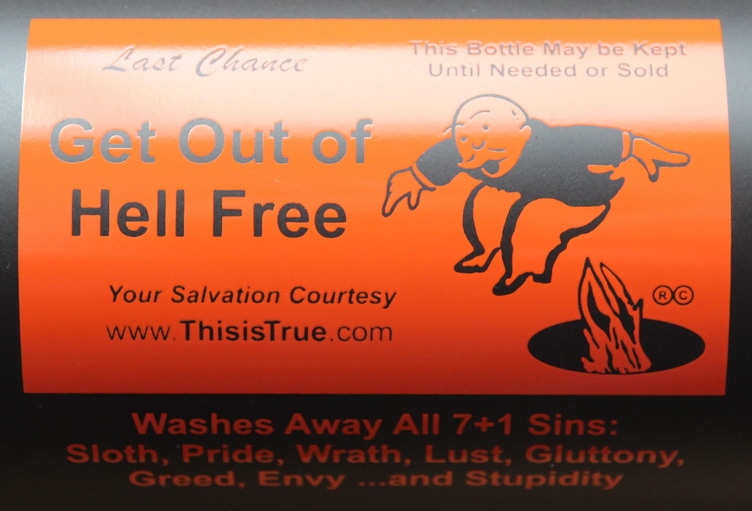 Last Chance
This Bottle May be Kept
Until Needed or Sold
Get Out of
Hell Free
Your Salvation Courtesy
www.ThisisTrue.com
®©
Washes Away All 7+1 Sins:
Sloth, Pride, Wrath, Lust, Gluttony,
Greed, Envy ...and Stupidity